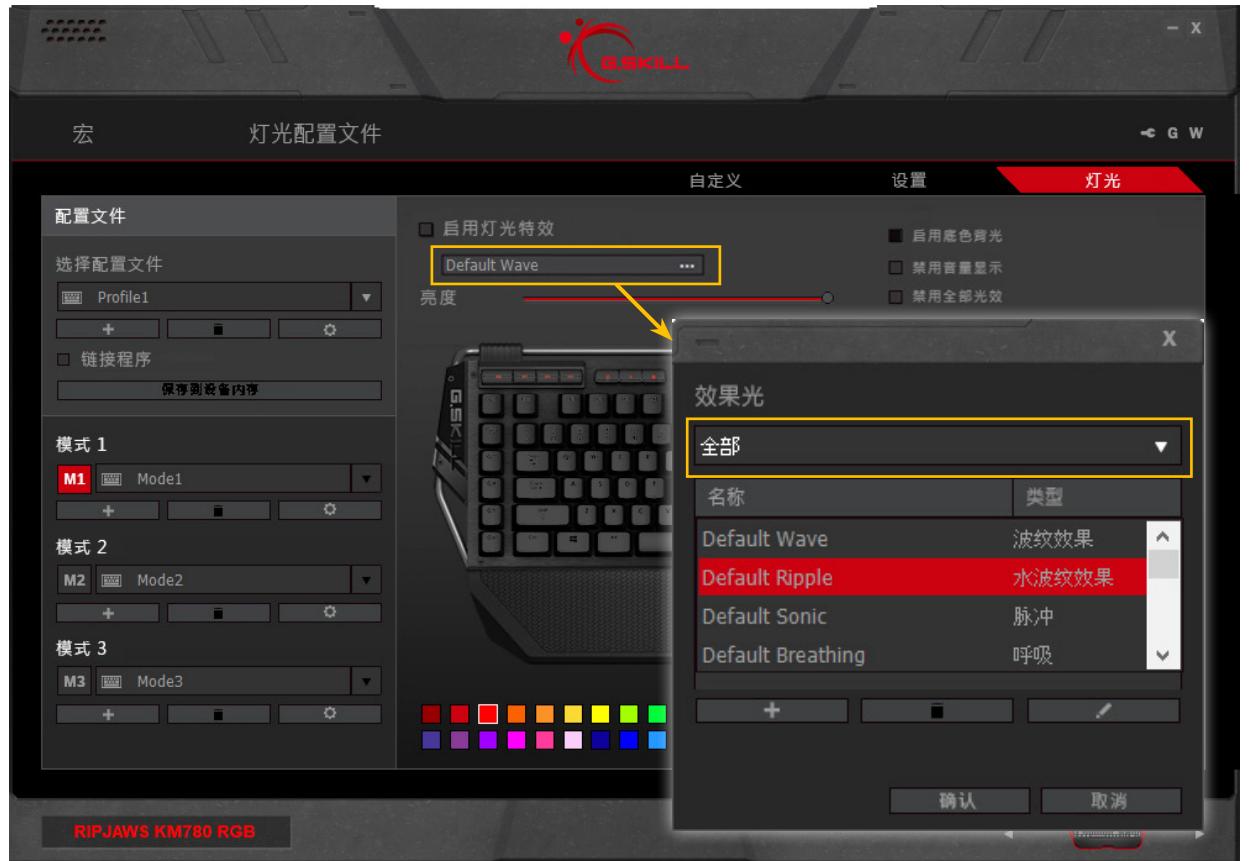 G.SKILL
– X
宏
灯光配置文件
G W
自定义
设置
灯光
配置文件
选择配置文件
Profile1
链接程序
保存到设备内存
模式 1
M1 Mode1
模式 2
M2 Mode2
模式 3
M3 Mode3
启用灯光特效
Default Wave ...
亮度
启用底色背光
禁用音量显示
禁用全部光效
G.SKILL
X
效果光
全部
名称 类型
Default Wave 波纹效果
Default Ripple 水波纹效果
Default Sonic 脉冲
Default Breathing 呼吸
确认 取消
RIPJAWS KM780 RGB